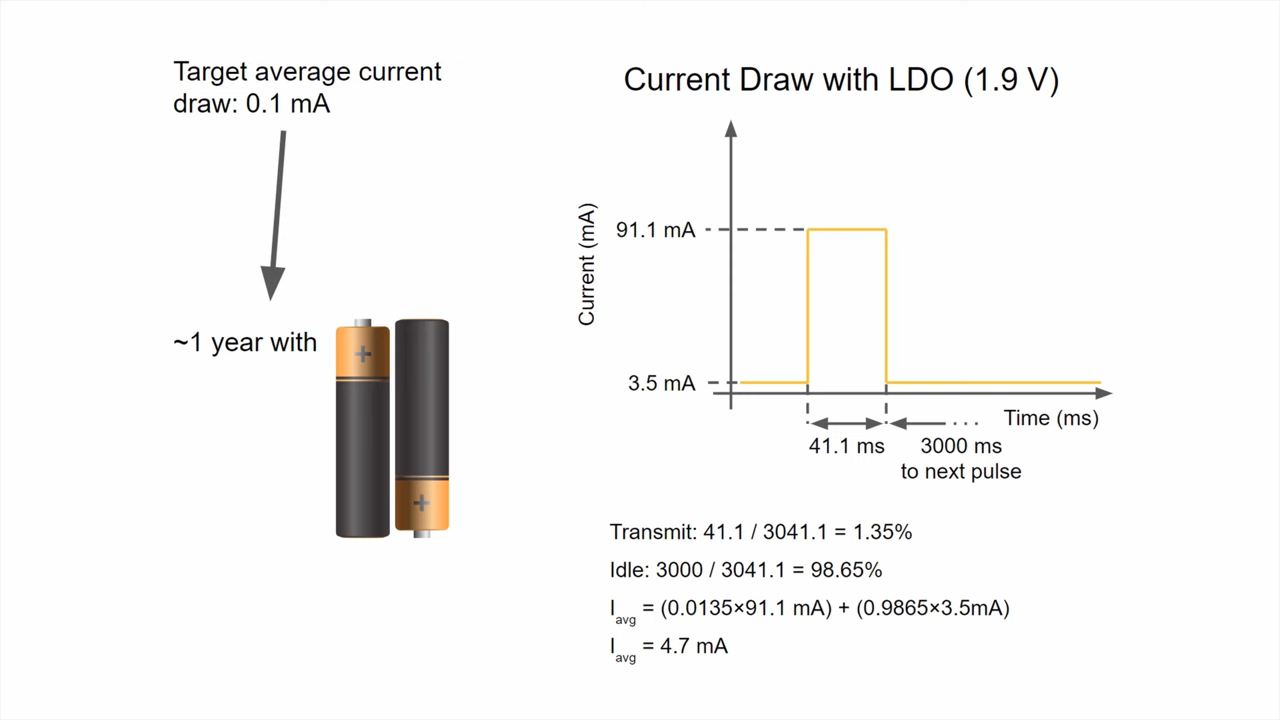 Target average current
draw: 0.1 mA
~1 year with
+
+
Current Draw with LDO (1.9 V)
Current (mA)
91.1 mA
3.5 mA
Time (ms)
41.1 ms
3000 ms
to next pulse
Transmit: 41.1 / 3041.1 = 1.35%
Idle: 3000 / 3041.1 = 98.65%
Iavg = (0.0135×91.1 mA) + (0.9865×3.5mA)
Iavg = 4.7 mA